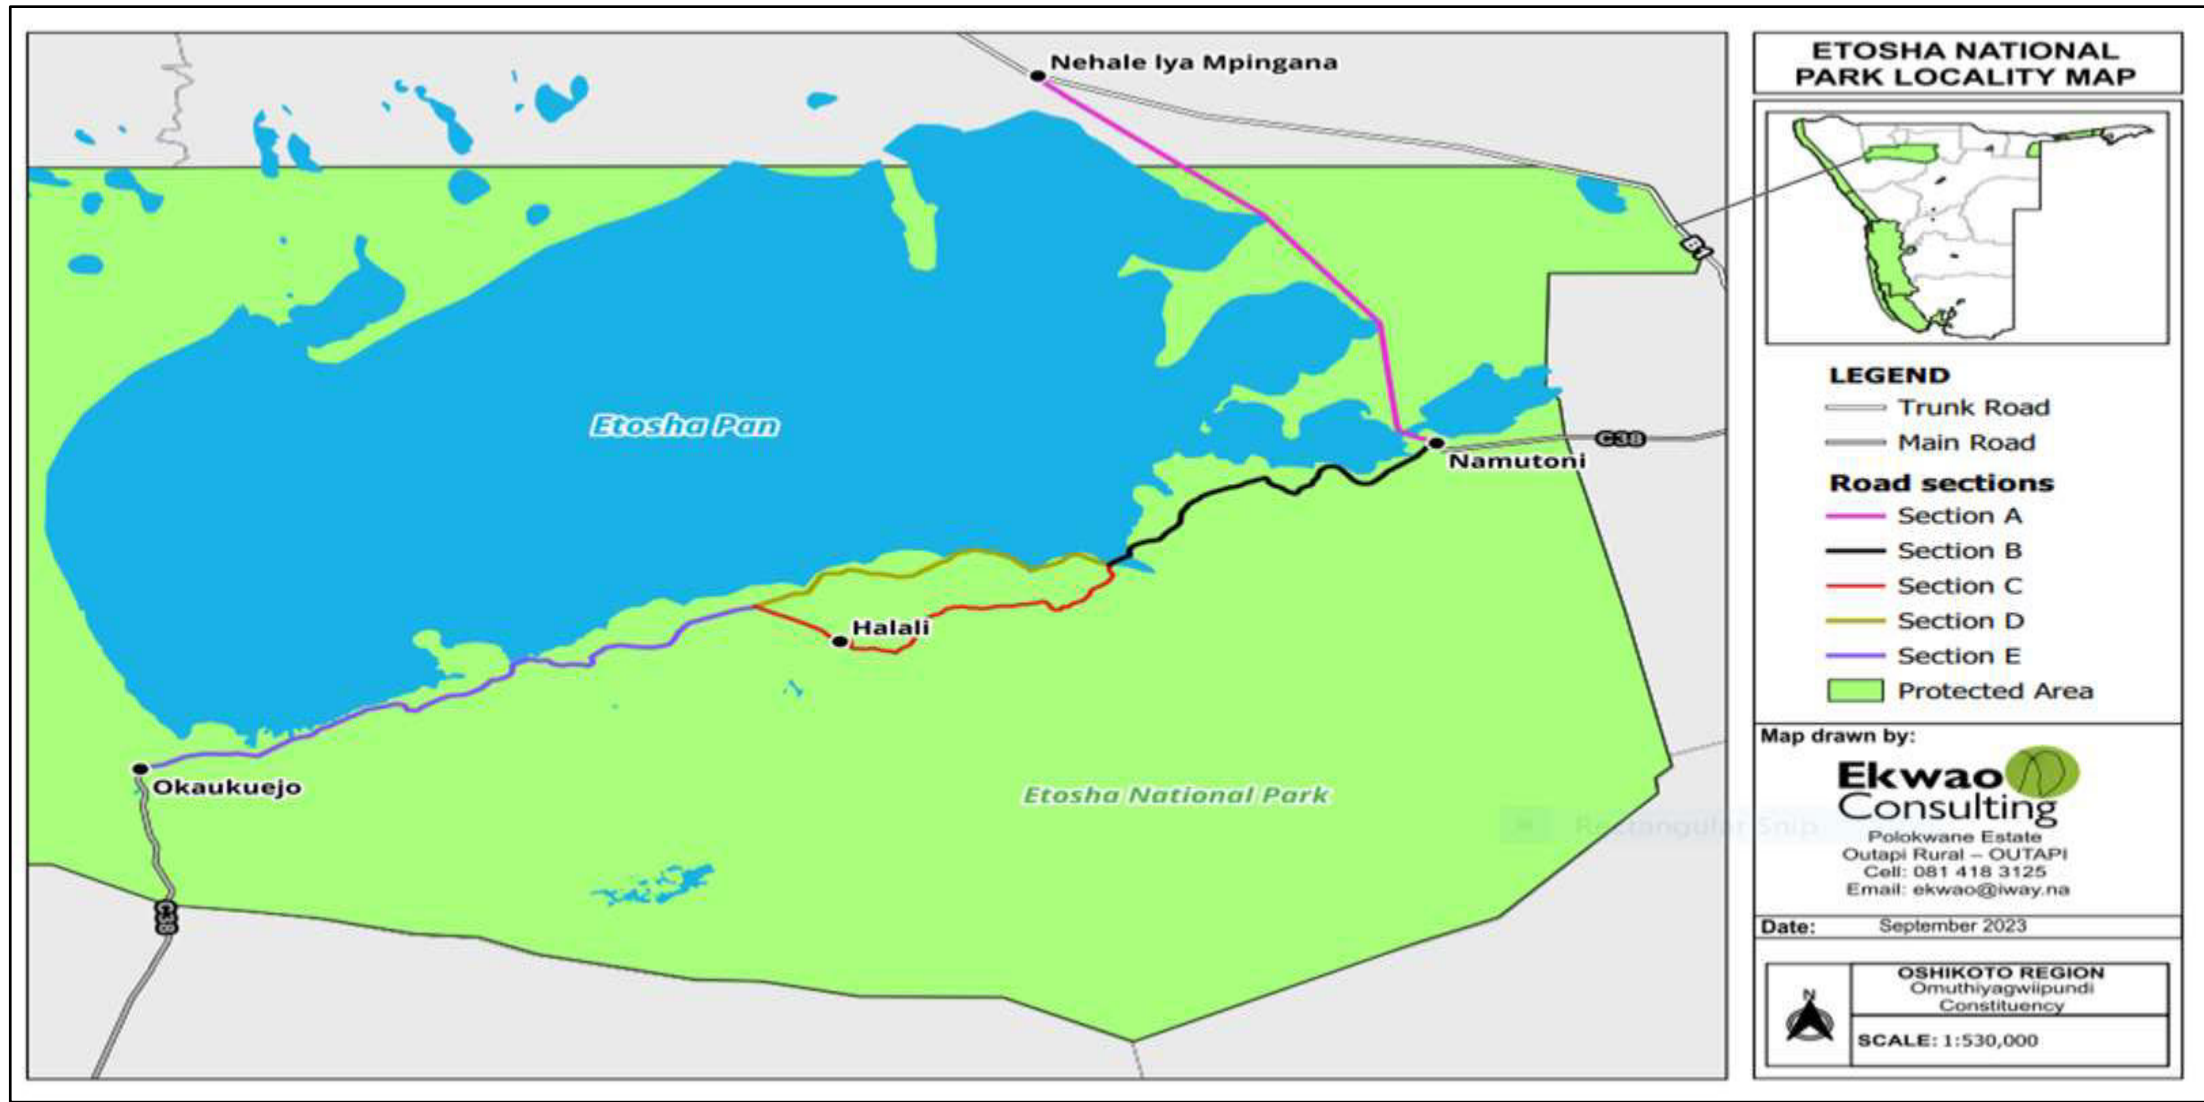 Nehale Iya Mpingana
B1
Etosha Pan
C38
Namutoni
Halali
Okaukuejo
Etosha National Park
Rectangular Snip
C38
ETOSHA NATIONAL
PARK LOCALITY MAP
LEGEND
Trunk Road
Main Road
Road sections
Section A
Section B
Section C
Section D
Section E
Protected Area
Map drawn by:
Ekwao
Consulting
Polokwane Estate
Outapi Rural – OUTAPI
Cell: 081 418 3125
Email: ekwao@iway.na
Date: September 2023
N
OSHIKOTO REGION
Omuthiyagwiipundi
Constituency
SCALE: 1:530,000